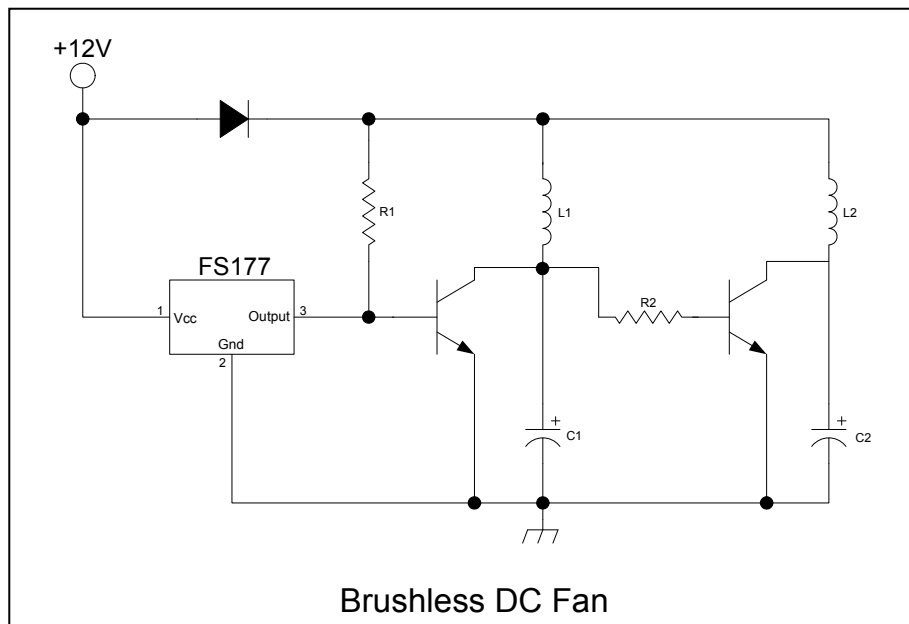 +12V
R1
L1
L2
FS177
R2
1
Vcc
Output
3
Gnd
2
+
C1
+
C2
Brushless DC Fan